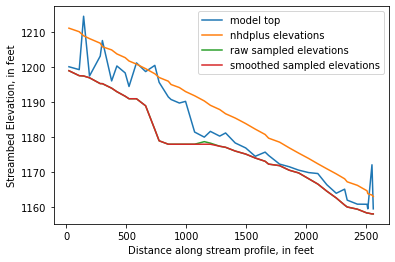 model top
nhdplus elevations
raw sampled elevations
smoothed sampled elevations
Streambed Elevation, in feet
1210
1200
1190
1180
1170
1160
0
500
1000
1500
2000
2500
Distance along stream profile, in feet